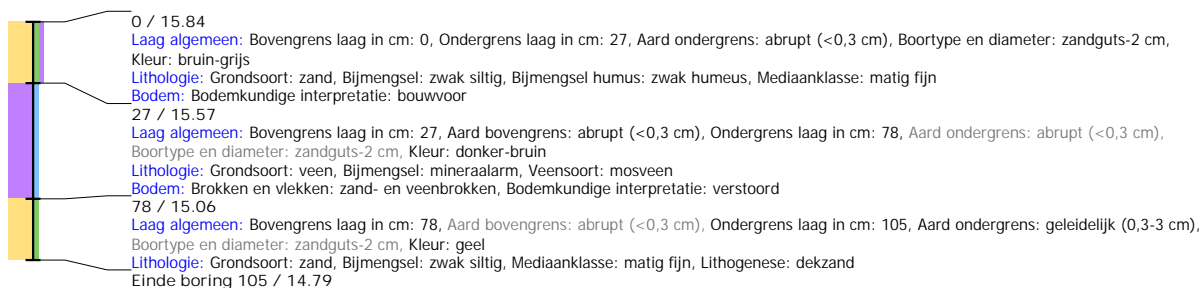 0 / 15.84
Laag algemeen: Bovengrens laag in cm: 0, Ondergrens laag in cm: 27, Aard ondergrens: abrupt (<0,3 cm), Boortype en diameter: zandguts-2 cm,
Kleur: bruin-grijs
Lithologie: Grondsoort: zand, Bijmengsel: zwak siltig, Bijmengsel humus: zwak humeus, Mediaanklasse: matig fijn
Bodem: Bodemkundige interpretatie: bouwvoor
27 / 15.57
Laag algemeen: Bovengrens laag in cm: 27, Aard bovengrens: abrupt (<0,3 cm), Ondergrens laag in cm: 78, Aard ondergrens: abrupt (<0,3 cm),
Boortype en diameter: zandguts-2 cm, Kleur: donker-bruin
Lithologie: Grondsoort: veen, Bijmengsel: mineraalarm, Veensoort: mosveen
Bodem: Brokken en vlekken: zand- en veenbrokken, Bodemkundige interpretatie: verstoord
78 / 15.06
Laag algemeen: Bovengrens laag in cm: 78, Aard bovengrens: abrupt (<0,3 cm), Ondergrens laag in cm: 105, Aard ondergrens: geleidelijk (0,3-3 cm),
Boortype en diameter: zandguts-2 cm, Kleur: geel
Lithologie: Grondsoort: zand, Bijmengsel: zwak siltig, Mediaanklasse: matig fijn, Lithogenese: dekzand
Einde boring 105 / 14.79